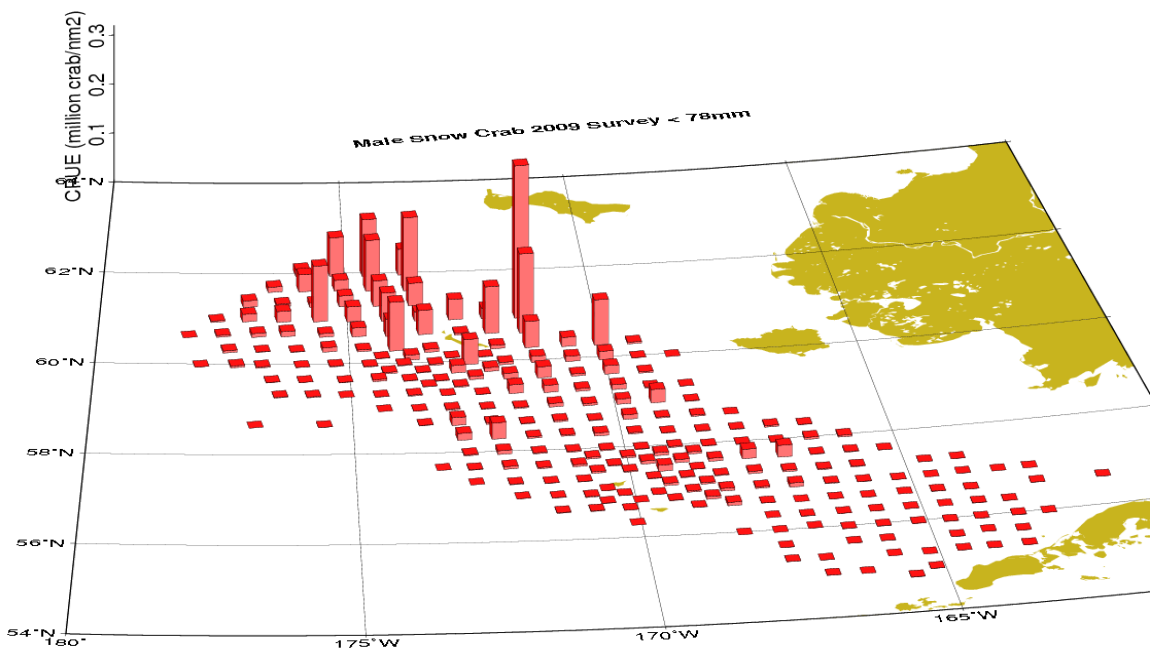 CPUE (million crab/nm2)
0.3
0.2
0.1
Male Snow Crab 2009 Survey < 78mm
64°N
62°N
60°N
58°N
56°N
54°N
180°
175°W
170°W
165°W